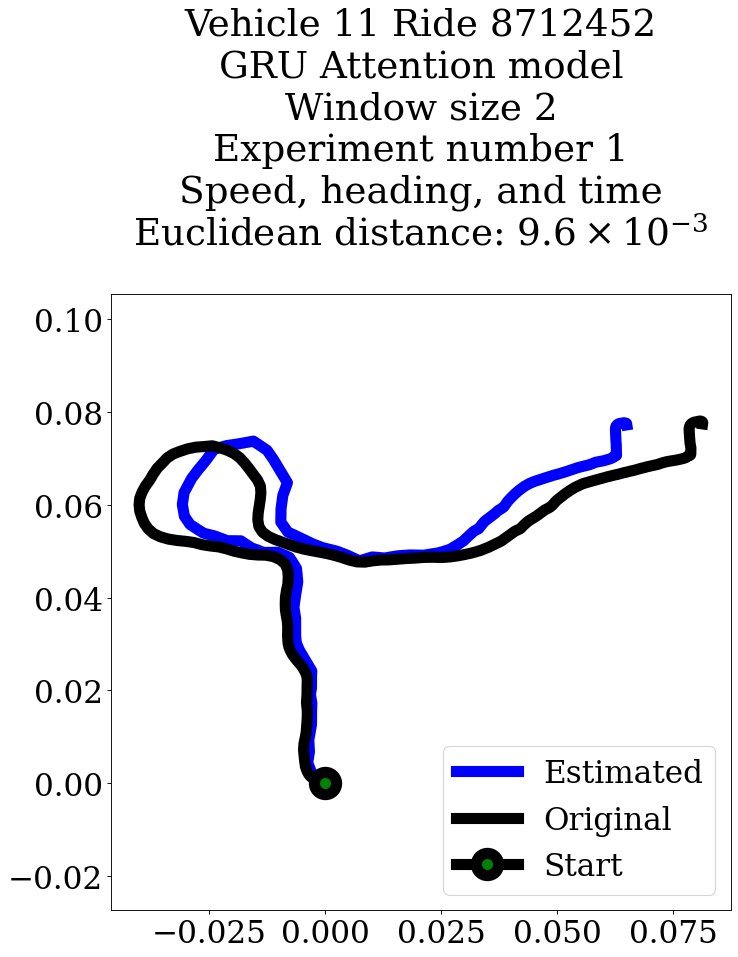 Vehicle 11 Ride 8712452
GRU Attention model
Window size 2
Experiment number 1
Speed, heading, and time
Euclidean distance: 9.6 × 10⁻³
0.10
0.08
0.06
0.04
0.02
0.00
−0.02
−0.025 0.000 0.025 0.050 0.075
Estimated
Original
Start